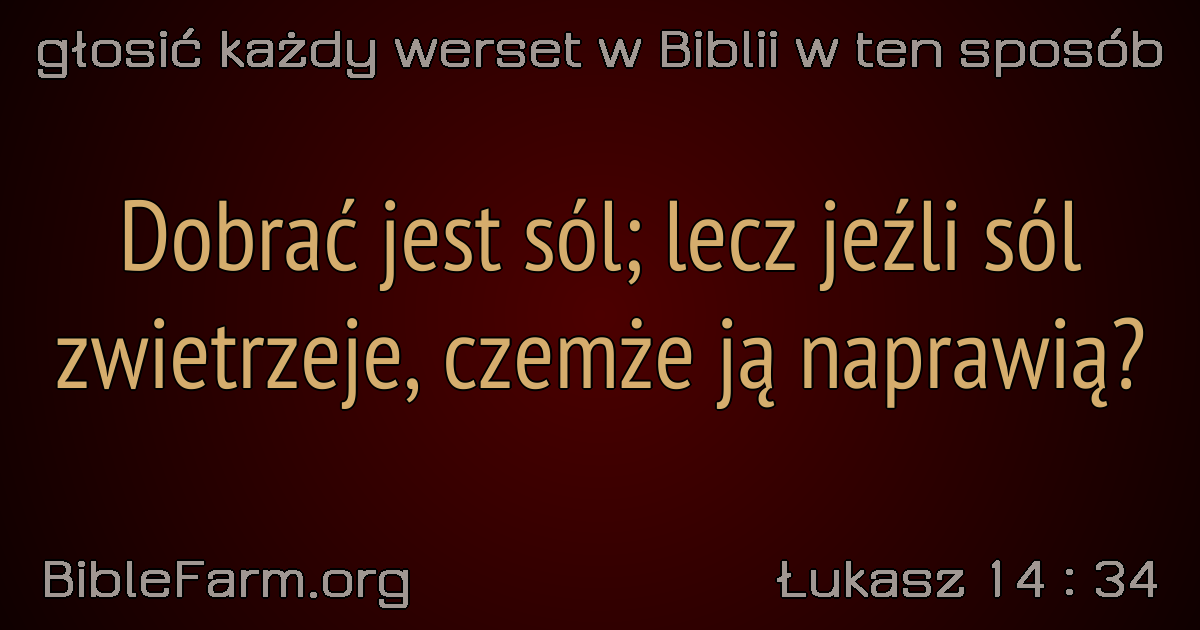 głosić każdy werset w Biblii w ten sposób
Dobrać jest sól; lecz jeźli sól
zwietrzeje, czemże ją naprawią?
BibleFarm.org
Łukasz 14 : 34